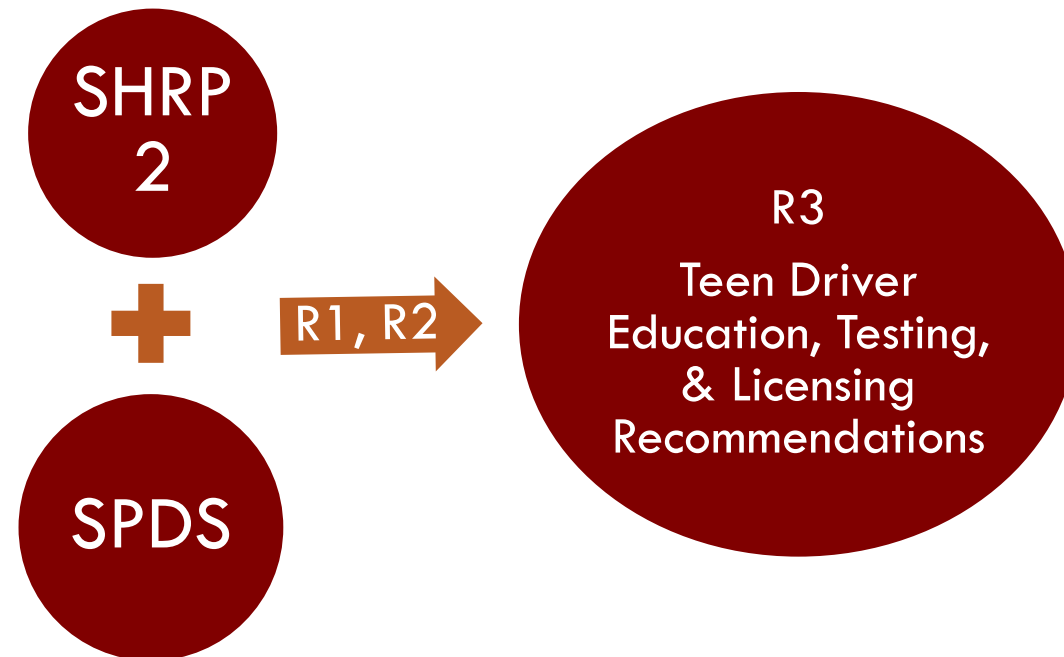 SHRP
2
SPDS
R1, R2
R3
Teen Driver
Education, Testing,
& Licensing
Recommendations